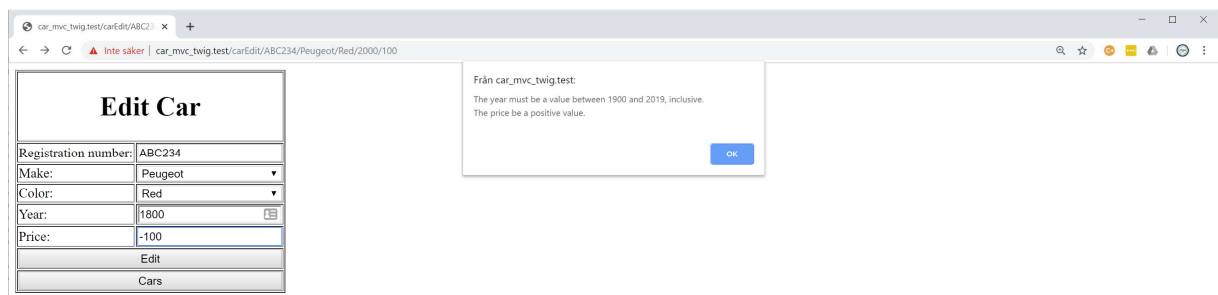 car_mvc_twig.test/carEdit/ABC23
Inte säker | car_mvc_twig.test/carEdit/ABC234/Peugeot/Red/2000/100
Från car_mvc_twig.test:
The year must be a value between 1900 and 2019, inclusive.
The price be a positive value.
OK
Edit Car
Registration number: ABC234
Make: Peugeot
Color: Red
Year: 1800
Price: -100
Edit
Cars